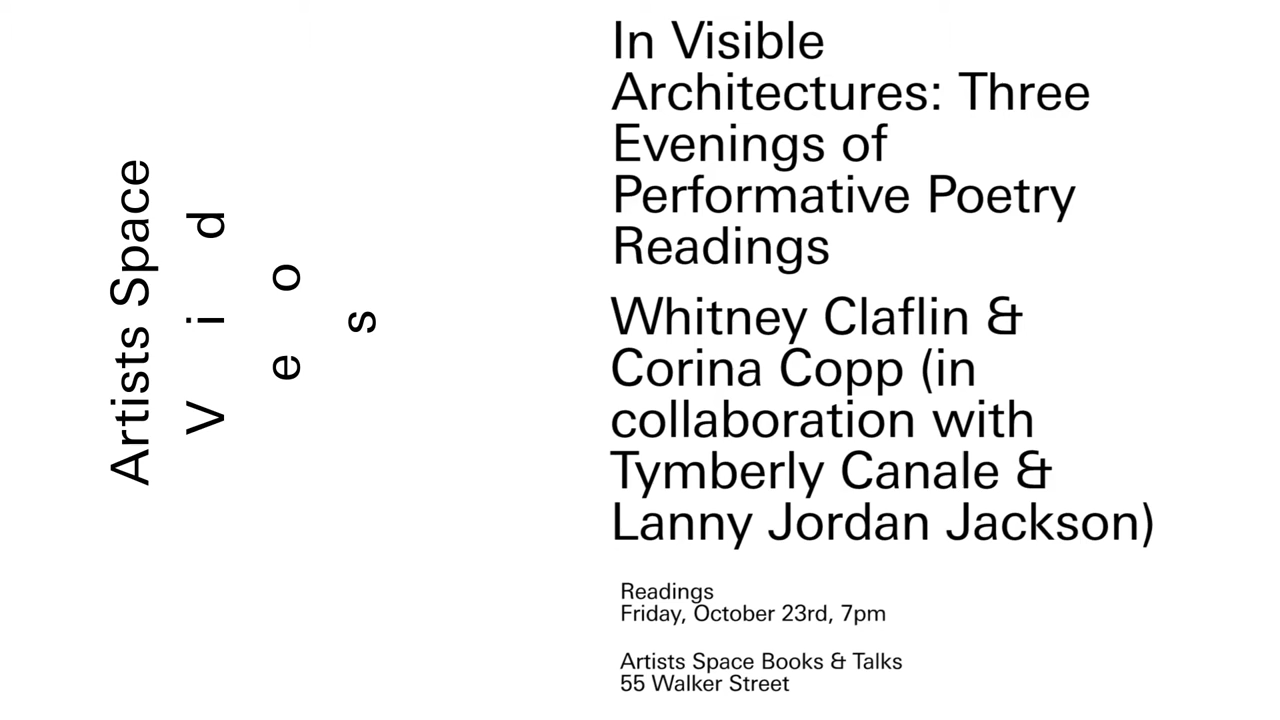 Artists Space
Videos
In Visible
Architectures: Three
Evenings of
Performative Poetry
Readings
Whitney Claflin &
Corina Copp (in
collaboration with
Tymberly Canale &
Lanny Jordan Jackson)
Readings
Friday, October 23rd, 7pm
Artists Space Books & Talks
55 Walker Street